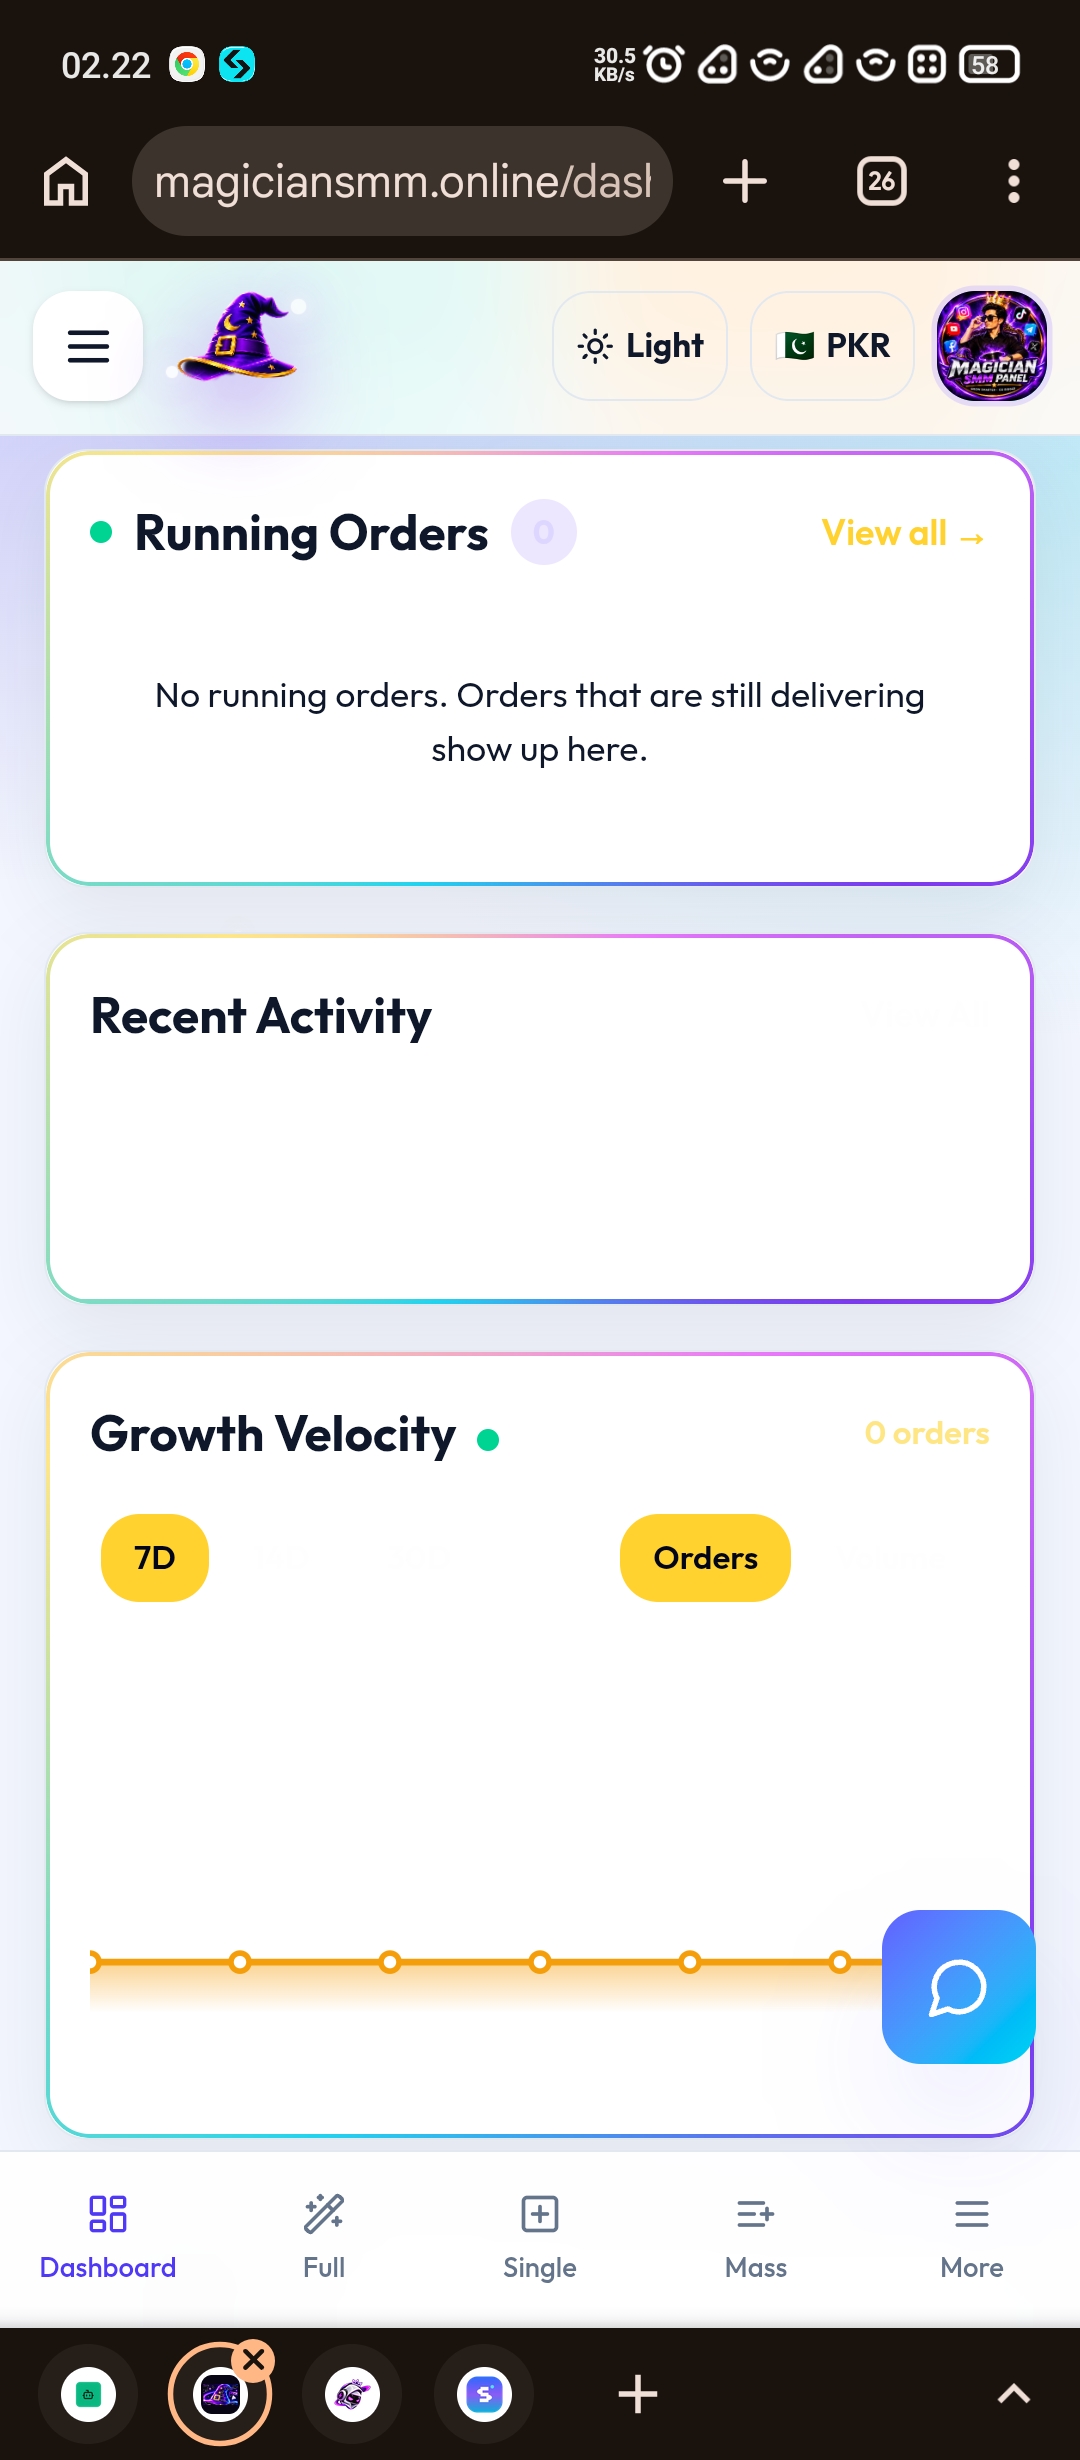 02.22
30.5
KB/s
58
magiciansmm.online/dash
26
Light
PKR
MAGICIAN
SMM PANEL
Running Orders
0
View all →
No running orders. Orders that are still delivering
show up here.
Recent Activity
Growth Velocity
0 orders
7D
Orders
Dashboard
Full
Single
Mass
More